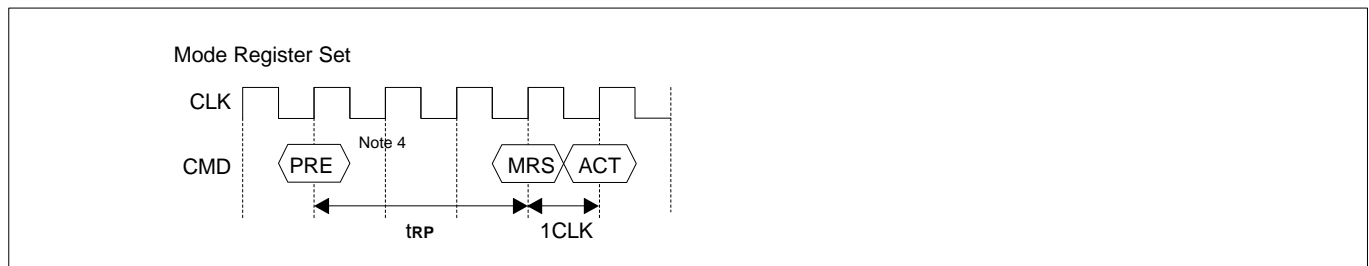 Mode Register Set
CLK
Note 4
CMD PRE MRS ACT
tRP 1CLK